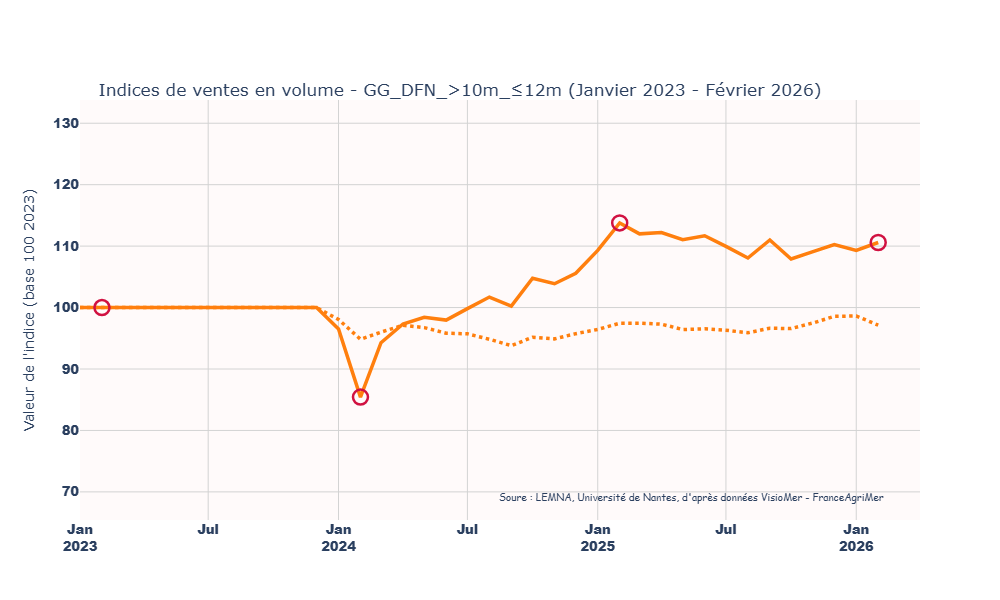 Indices de ventes en volume - GG_DFN_>10m_≤12m (Janvier 2023 - Février 2026)
Valeur de l'indice (base 100 2023)
130
120
110
100
90
80
70
Soure : LEMNA, Université de Nantes, d'après données VisioMer - FranceAgriMer
Jan Jul Jan Jul Jan Jul Jan
2023 2024 2025 2026